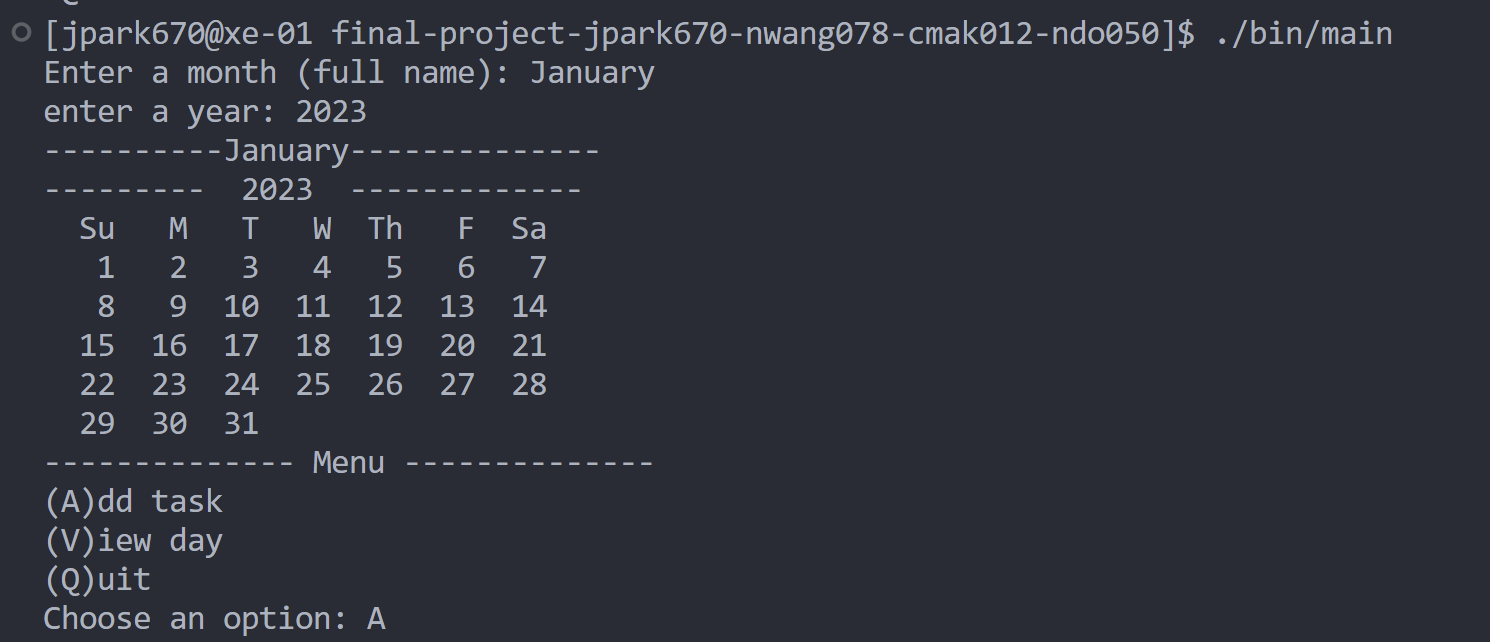 [jpark670@xe-01 final-project-jpark670-nwang078-cmak012-ndo050]$ ./bin/main
Enter a month (full name): January
enter a year: 2023
----------January--------------
---------  2023  -------------
  Su   M   T   W  Th   F  Sa
   1   2   3   4   5   6   7
   8   9  10  11  12  13  14
  15  16  17  18  19  20  21
  22  23  24  25  26  27  28
  29  30  31
-------------- Menu --------------
(A)dd task
(V)iew day
(Q)uit
Choose an option: A